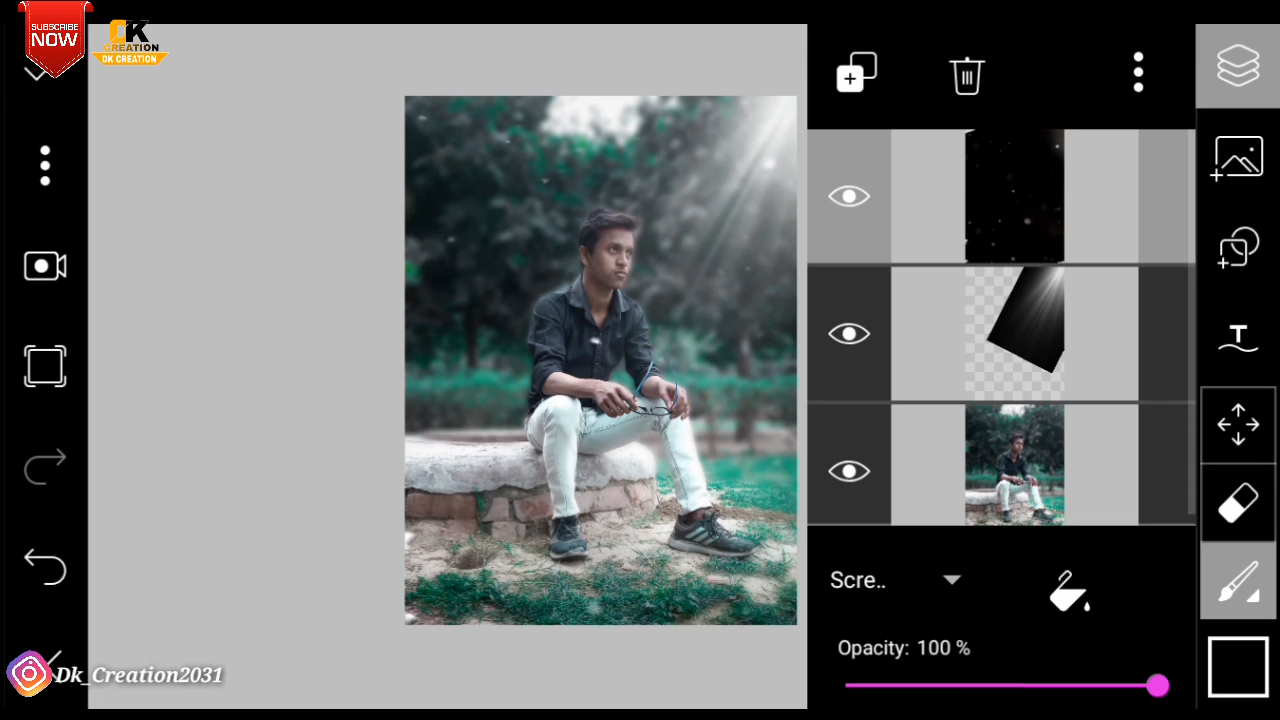 SUBSCRIBE
NOW
DK
CREATION
DK CREATION
T
Scre..
Opacity: 100 %
Dk_Creation2031